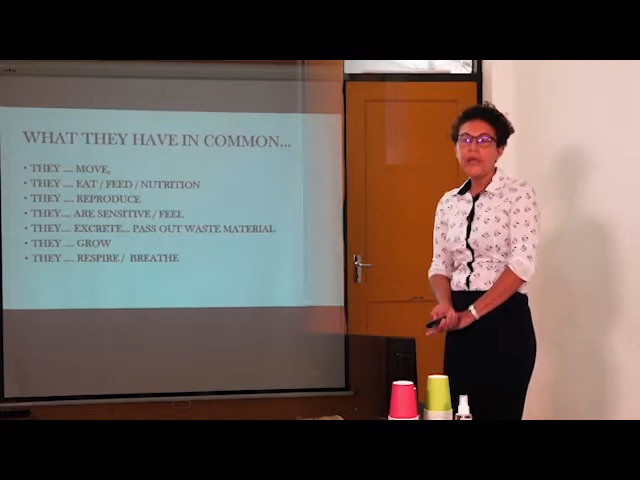 WHAT THEY HAVE IN COMMON...
• THEY .... MOVE,
• THEY .... EAT / FEED / NUTRITION
• THEY .... REPRODUCE
• THEY.... ARE SENSITIVE / FEEL
• THEY.... EXCRETE... PASS OUT WASTE MATERIAL
• THEY .... GROW
• THEY .... RESPIRE / BREATHE